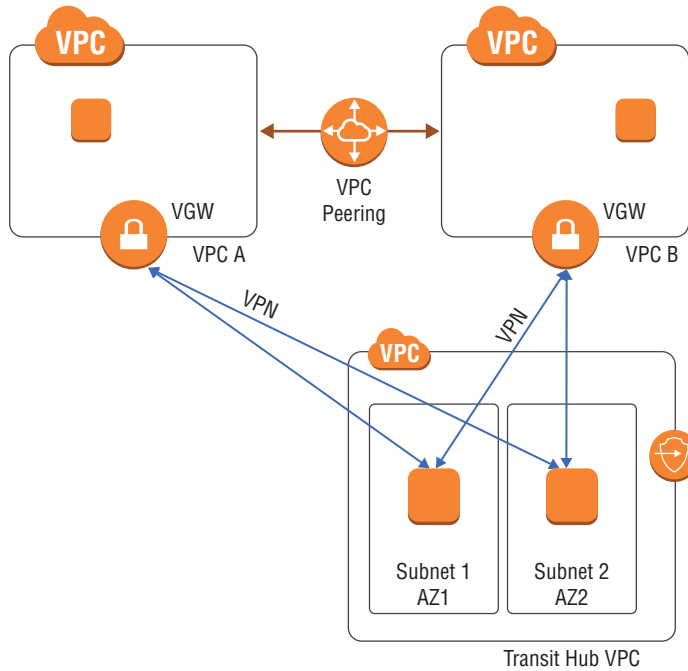 VPC
VPC
VPC
Peering
VGW
VPC A
VGW
VPC B
VPN
VPN
VPC
Subnet 1
AZ1
Subnet 2
AZ2
Transit Hub VPC